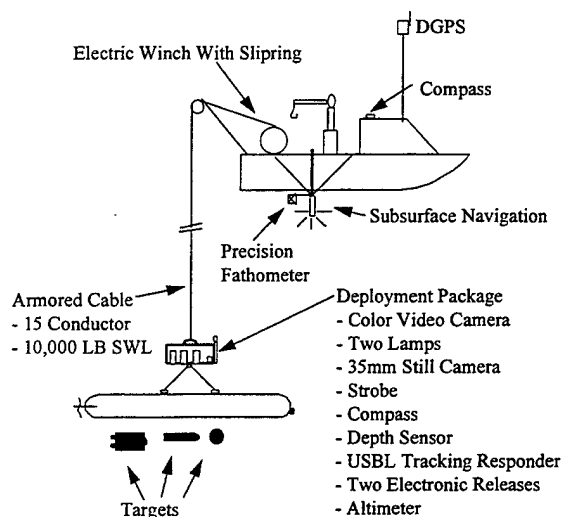 DGPS
Electric Winch With Slipring
Compass
Subsurface Navigation
Precision
Fathometer
Armored Cable
- 15 Conductor
- 10,000 LB SWL
Deployment Package
- Color Video Camera
- Two Lamps
- 35mm Still Camera
- Strobe
- Compass
- Depth Sensor
- USBL Tracking Responder
- Two Electronic Releases
- Altimeter
Targets